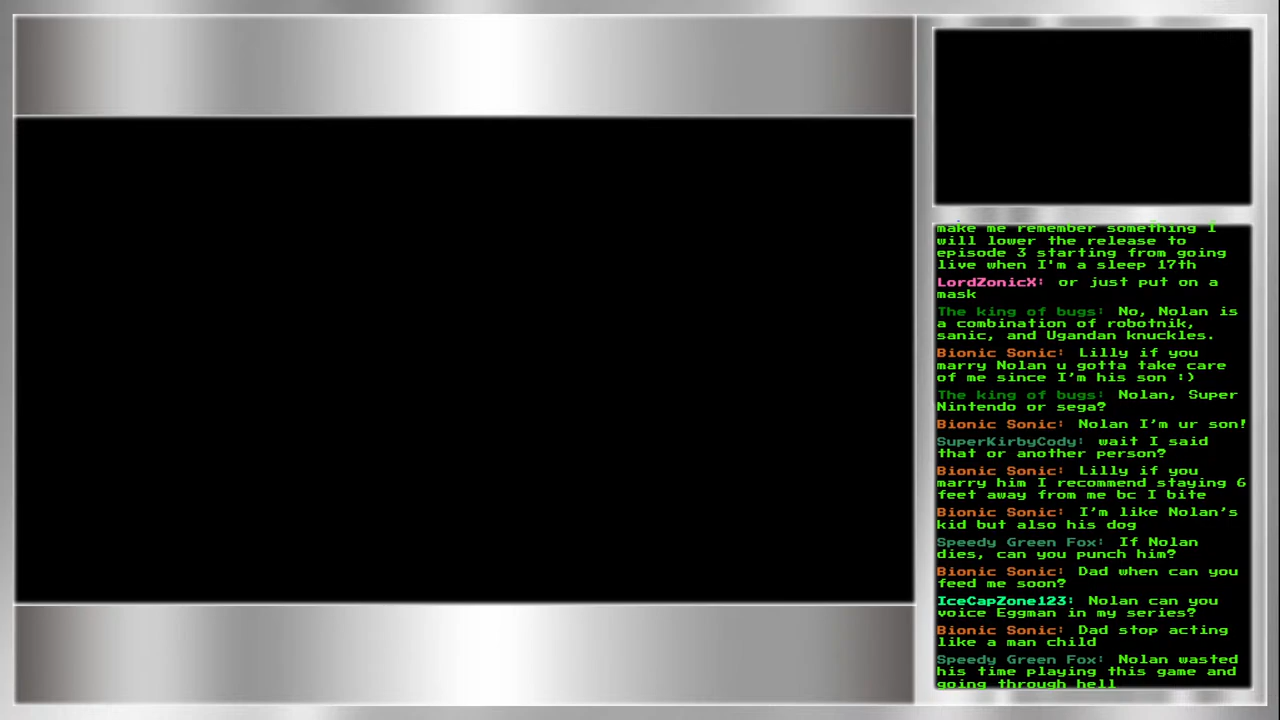 make me remember something I
will lower the release to
episode 3 starting from going
live when I'm a sleep 17th
LordZonicX: or just put on a
mask
The king of bugs: No, Nolan is
a combination of robotnik,
sanic, and Ugandan knuckles.
Bionic Sonic: Lilly if you
marry Nolan u gotta take care
of me since I’m his son :)
The king of bugs: Nolan, Super
Nintendo or sega?
Bionic Sonic: Nolan I’m ur son!
SuperKirbyCody: wait I said
that or another person?
Bionic Sonic: Lilly if you
marry him I recommend staying 6
feet away from me bc I bite
Bionic Sonic: I’m like Nolan’s
kid but also his dog
Speedy Green Fox: If Nolan
dies, can you punch him?
Bionic Sonic: Dad when can you
feed me soon?
IceCapZone123: Nolan can you
voice Eggman in my series?
Bionic Sonic: Dad stop acting
like a man child
Speedy Green Fox: Nolan wasted
his time playing this game and
going through hell